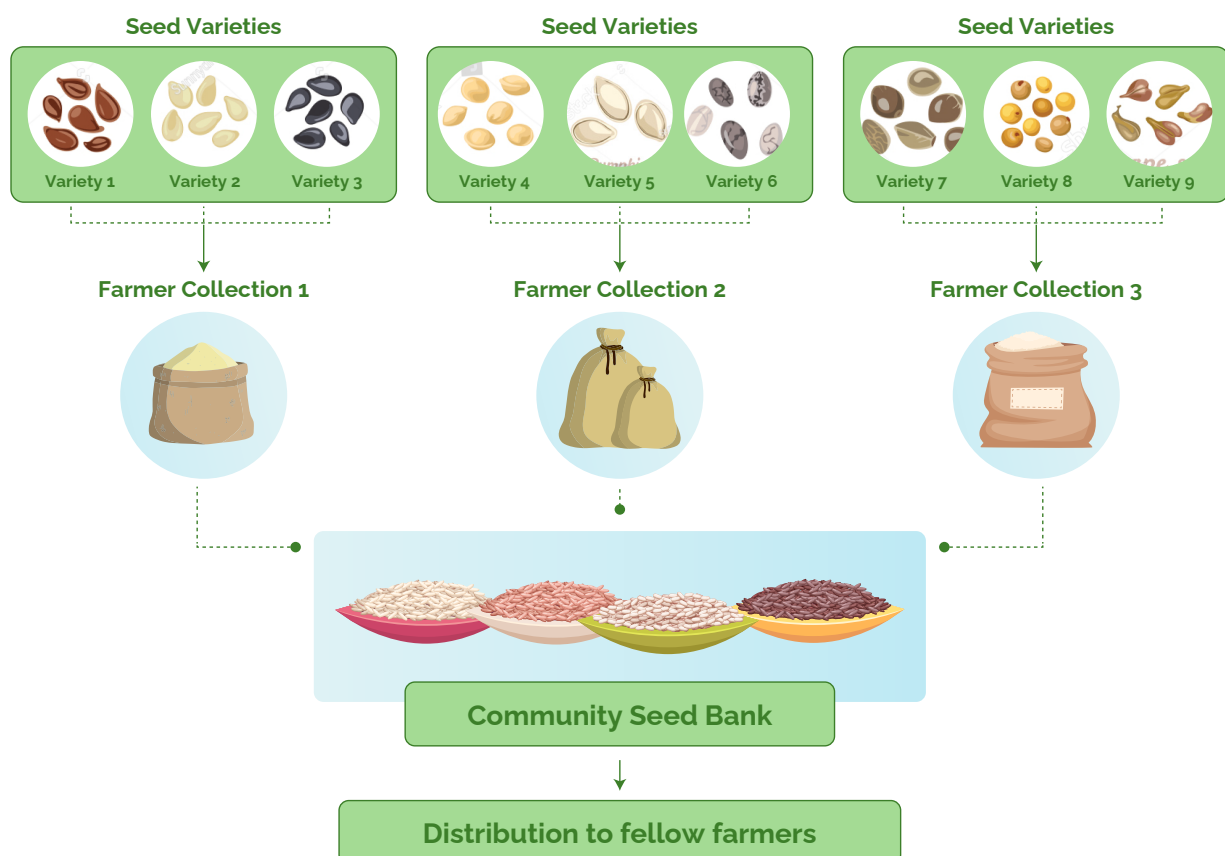 Seed Varieties
Seed Varieties
Seed Varieties
Variety 1
Variety 2
Variety 3
Variety 4
Variety 5
Variety 6
Variety 7
Variety 8
Variety 9
Farmer Collection 1
Farmer Collection 2
Farmer Collection 3
Community Seed Bank
Distribution to fellow farmers